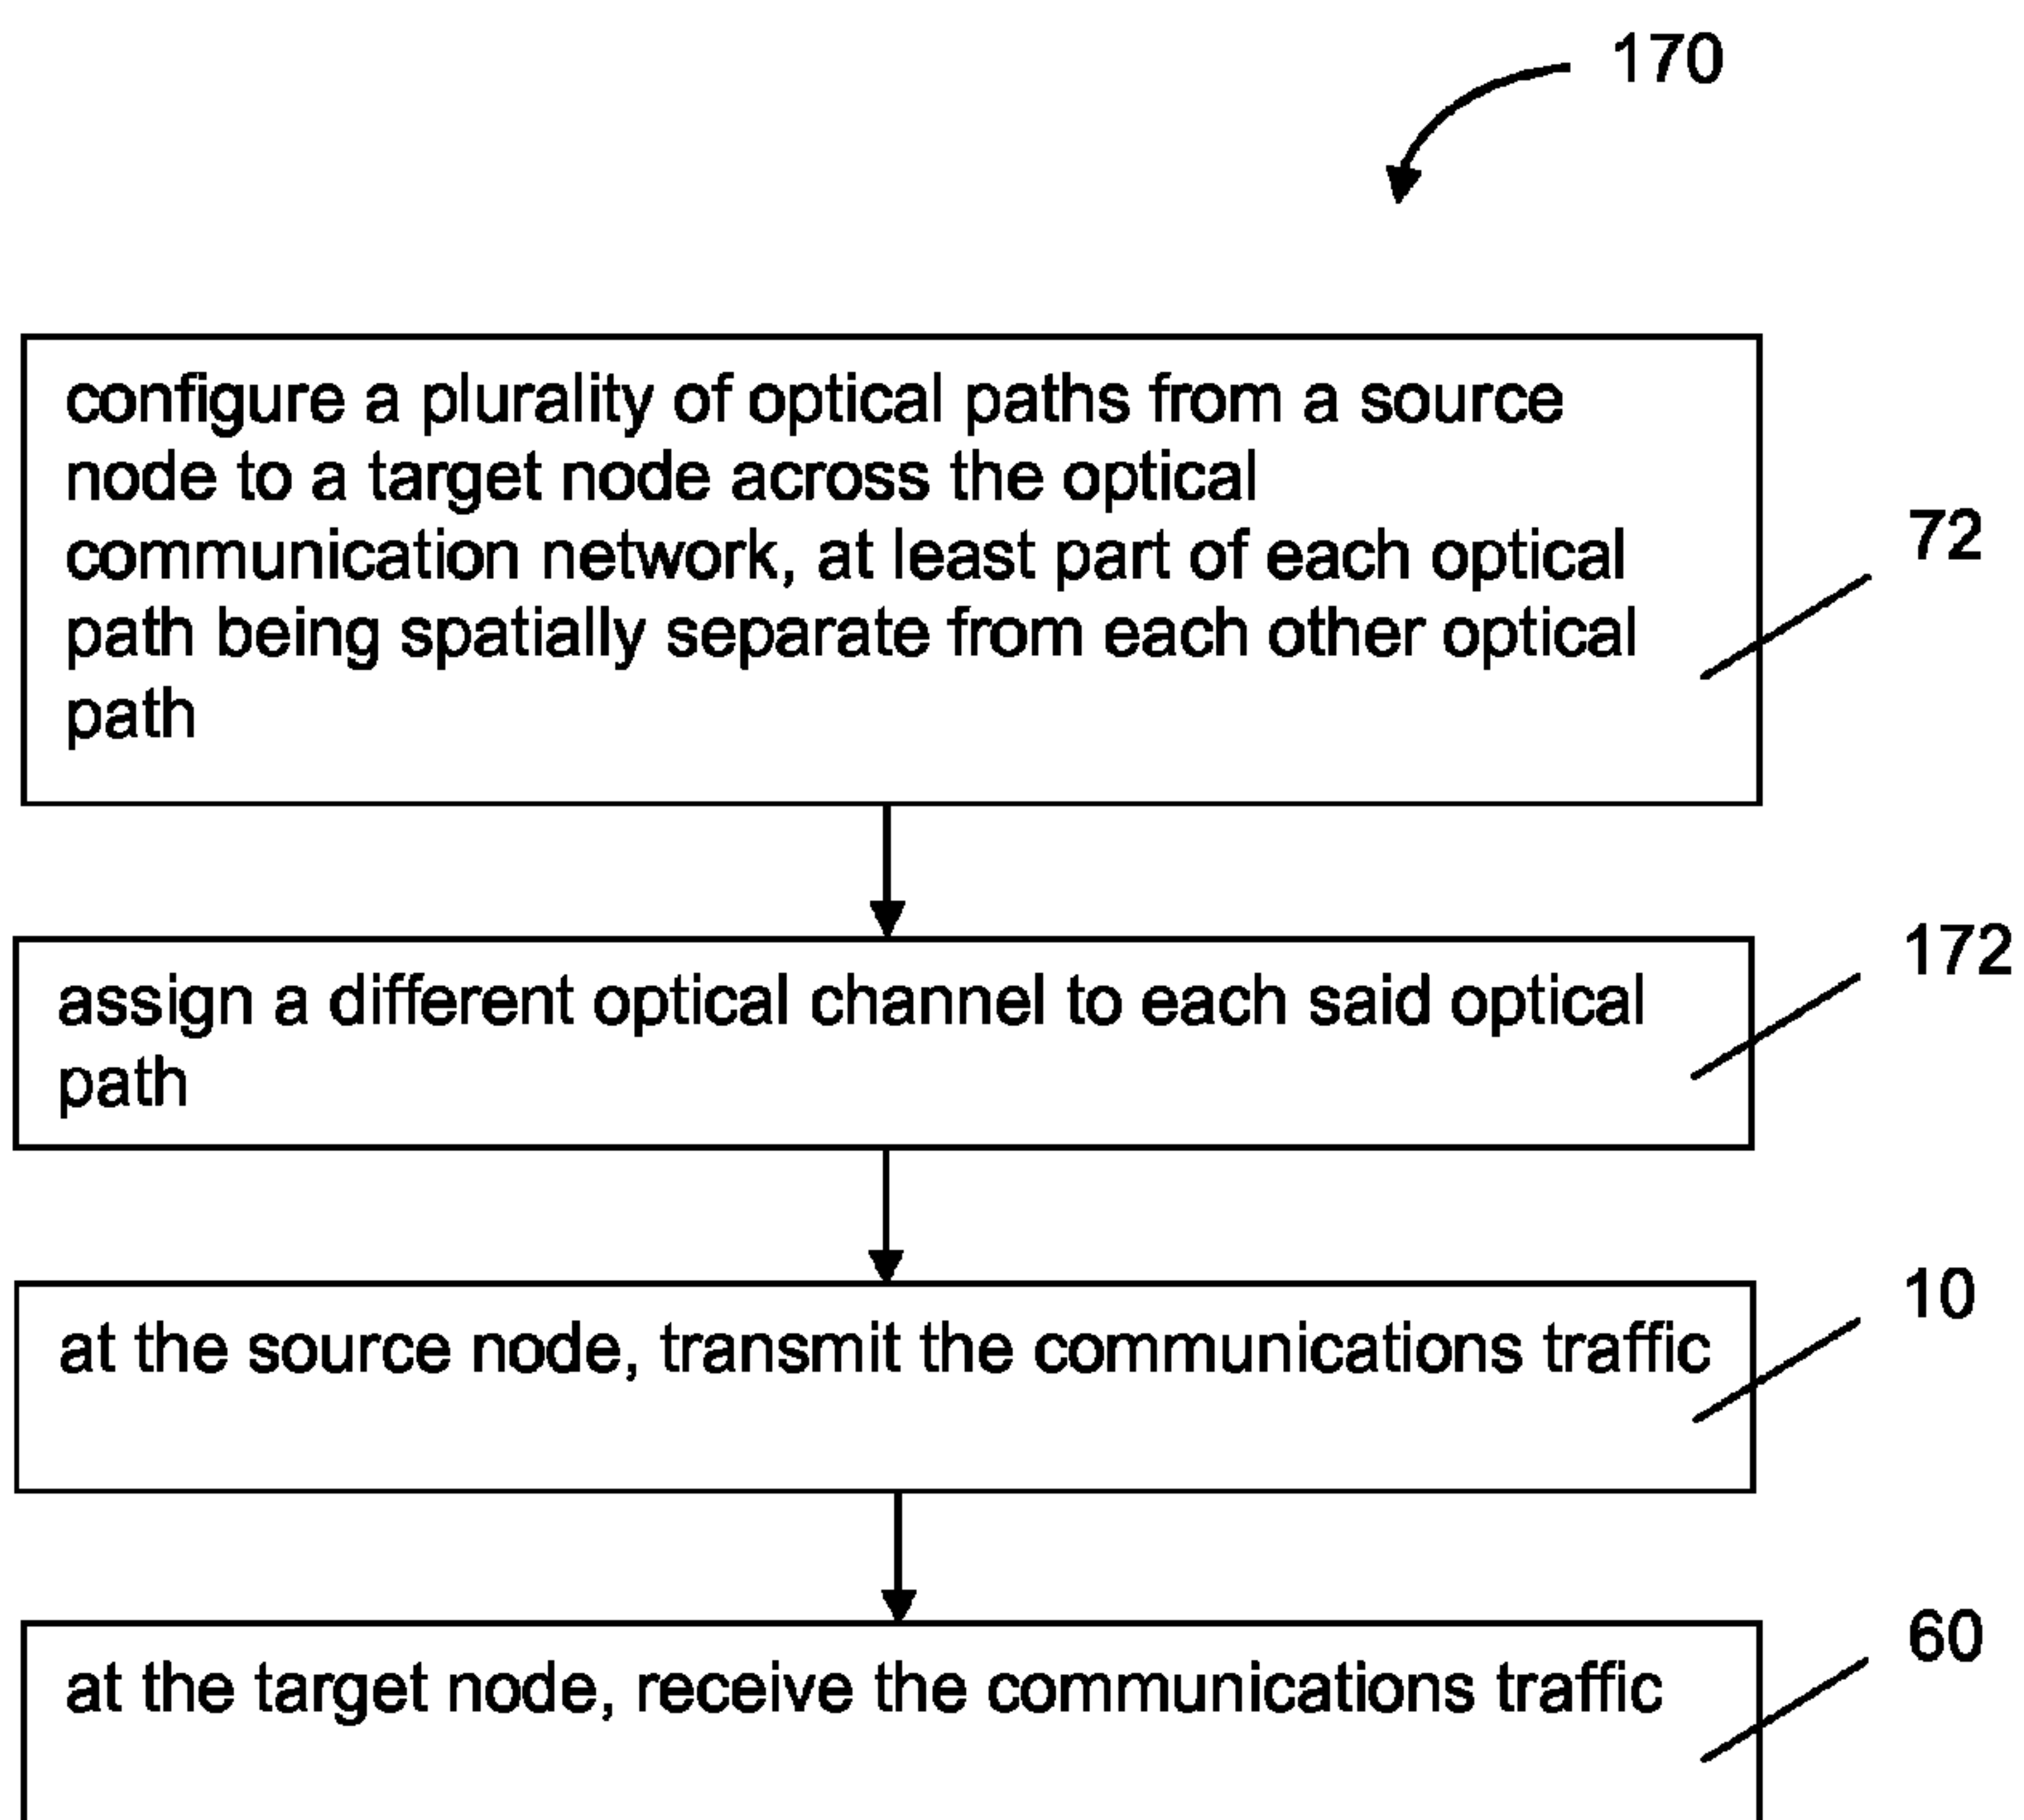 170
configure a plurality of optical paths from a source
node to a target node across the optical
communication network, at least part of each optical
path being spatially separate from each other optical
path
72
assign a different optical channel to each said optical
path
172
at the source node, transmit the communications traffic
10
at the target node, receive the communications traffic
60